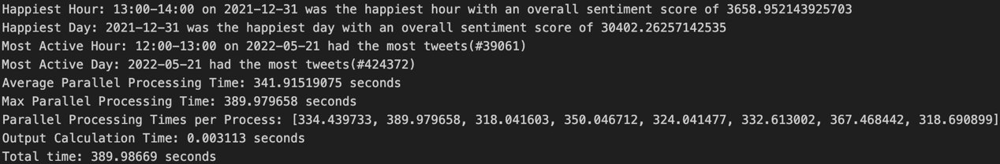 Happiest Hour: 13:00-14:00 on 2021-12-31 was the happiest hour with an overall sentiment score of 3658.952143925703
Happiest Day: 2021-12-31 was the happiest day with an overall sentiment score of 30402.26257142535
Most Active Hour: 12:00-13:00 on 2022-05-21 had the most tweets(#39061)
Most Active Day: 2022-05-21 had the most tweets(#424372)
Average Parallel Processing Time: 341.91519075 seconds
Max Parallel Processing Time: 389.979658 seconds
Parallel Processing Times per Process: [334.439733, 389.979658, 318.041603, 350.046712, 324.041477, 332.613002, 367.468442, 318.690899]
Output Calculation Time: 0.003113 seconds
Total time: 389.98669 seconds